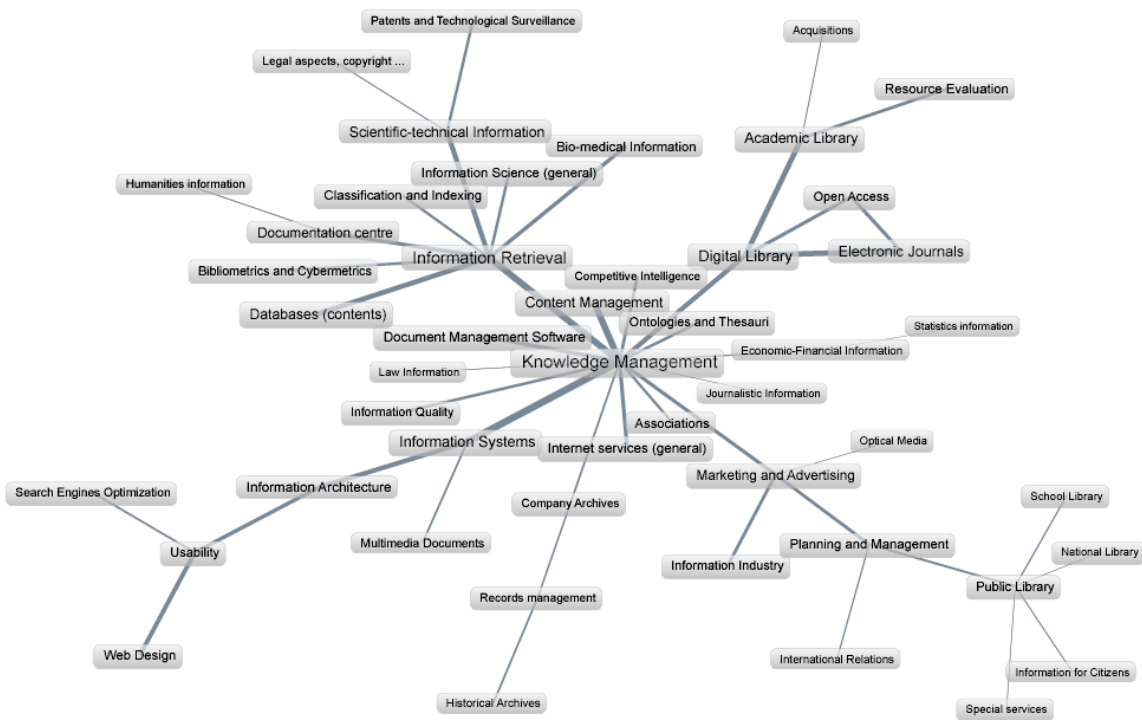 Patents and Technological Surveillance
Acquisitions
Legal aspects, copyright ...
Resource Evaluation
Scientific-technical Information
Academic Library
Bio-medical Information
Information Science (general)
Humanities information
Classification and Indexing
Open Access
Documentation centre
Information Retrieval
Digital Library
Electronic Journals
Bibliometrics and Cybermetrics
Competitive Intelligence
Content Management
Databases (contents)
Ontologies and Thesauri
Statistics information
Document Management Software
Economic-Financial Information
Knowledge Management
Law Information
Journalistic Information
Information Quality
Associations
Information Systems
Internet services (general)
Optical Media
Marketing and Advertising
Information Architecture
Search Engines Optimization
School Library
Company Archives
Multimedia Documents
Planning and Management
Usability
National Library
Information Industry
Public Library
Records management
Web Design
International Relations
Information for Citizens
Historical Archives
Special services